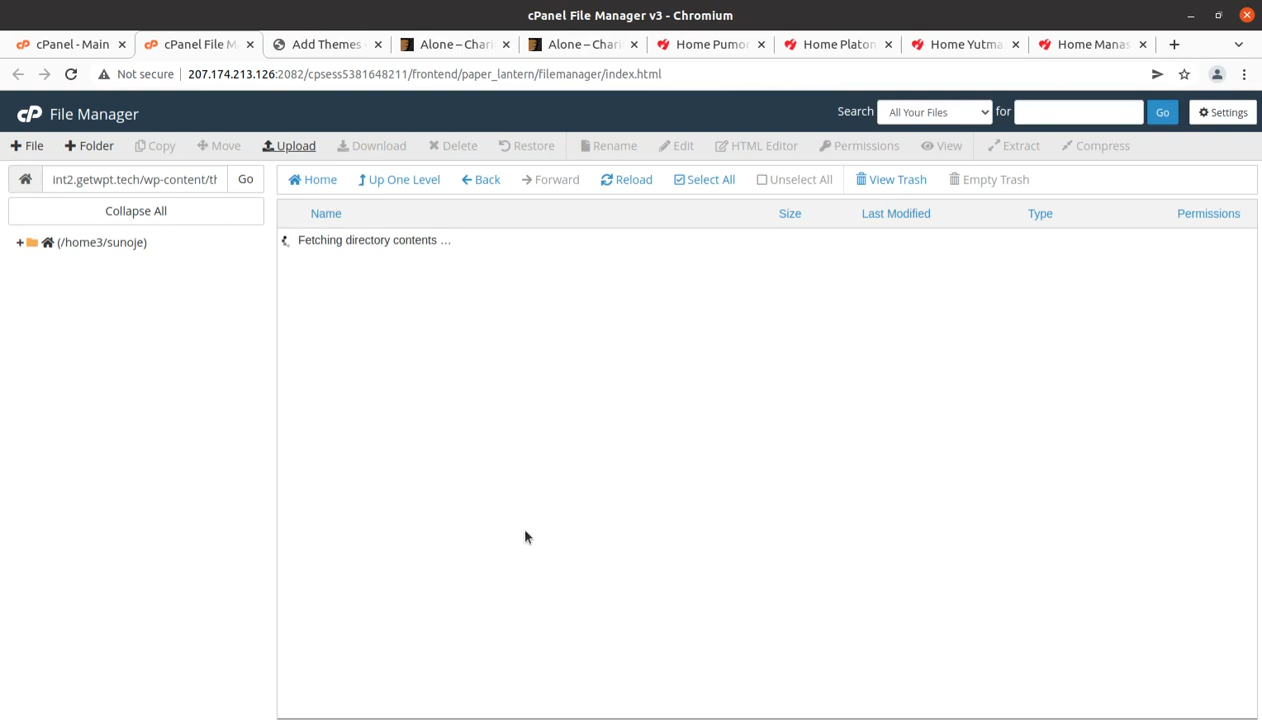 cPanel File Manager v3 - Chromium
cPanel - Main
cPanel File M
Add Themes
Alone – Chari
Alone – Chari
Home Pumor
Home Platon
Home Yutma
Home Manas
Not secure
207.174.213.126:2082/cpsess5381648211/frontend/paper_lantern/filemanager/index.html
cP File Manager
Search
All Your Files
for
Go
Settings
File
Folder
Copy
Move
Upload
Download
Delete
Restore
Rename
Edit
HTML Editor
Permissions
View
Extract
Compress
int2.getwpt.tech/wp-content/th
Go
Home
Up One Level
Back
Forward
Reload
Select All
Unselect All
View Trash
Empty Trash
Collapse All
Name
Size
Last Modified
Type
Permissions
(/home3/sunoje)
Fetching directory contents …